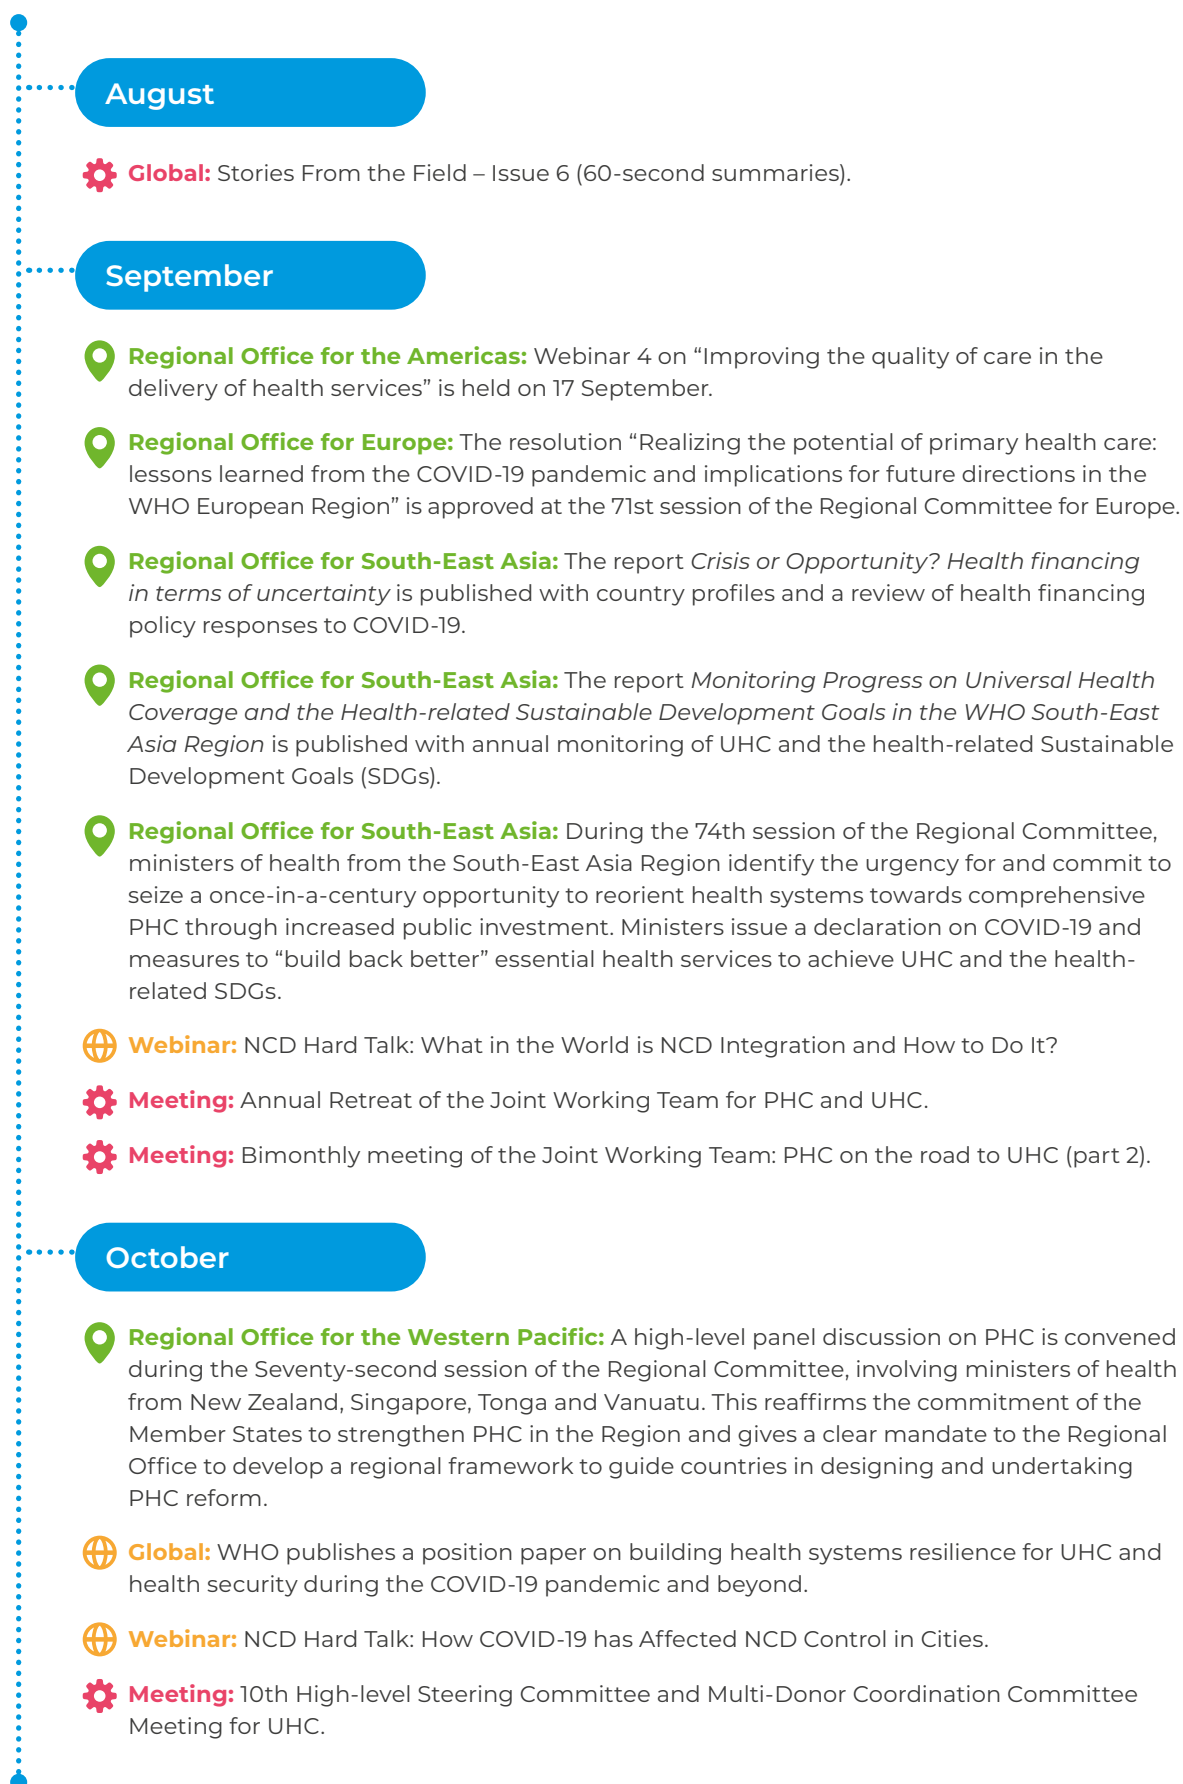 August
Global: Stories From the Field – Issue 6 (60-second summaries).
September
Regional Office for the Americas: Webinar 4 on “Improving the quality of care in the
delivery of health services” is held on 17 September.
Regional Office for Europe: The resolution “Realizing the potential of primary health care:
lessons learned from the COVID-19 pandemic and implications for future directions in the
WHO European Region” is approved at the 71st session of the Regional Committee for Europe.
Regional Office for South-East Asia: The report Crisis or Opportunity? Health financing
in terms of uncertainty is published with country profiles and a review of health financing
policy responses to COVID-19.
Regional Office for South-East Asia: The report Monitoring Progress on Universal Health
Coverage and the Health-related Sustainable Development Goals in the WHO South-East
Asia Region is published with annual monitoring of UHC and the health-related Sustainable
Development Goals (SDGs).
Regional Office for South-East Asia: During the 74th session of the Regional Committee,
ministers of health from the South-East Asia Region identify the urgency for and commit to
seize a once-in-a-century opportunity to reorient health systems towards comprehensive
PHC through increased public investment. Ministers issue a declaration on COVID-19 and
measures to “build back better” essential health services to achieve UHC and the health-
related SDGs.
Webinar: NCD Hard Talk: What in the World is NCD Integration and How to Do It?
Meeting: Annual Retreat of the Joint Working Team for PHC and UHC.
Meeting: Bimonthly meeting of the Joint Working Team: PHC on the road to UHC (part 2).
October
Regional Office for the Western Pacific: A high-level panel discussion on PHC is convened
during the Seventy-second session of the Regional Committee, involving ministers of health
from New Zealand, Singapore, Tonga and Vanuatu. This reaffirms the commitment of the
Member States to strengthen PHC in the Region and gives a clear mandate to the Regional
Office to develop a regional framework to guide countries in designing and undertaking
PHC reform.
Global: WHO publishes a position paper on building health systems resilience for UHC and
health security during the COVID-19 pandemic and beyond.
Webinar: NCD Hard Talk: How COVID-19 has Affected NCD Control in Cities.
Meeting: 10th High-level Steering Committee and Multi-Donor Coordination Committee
Meeting for UHC.